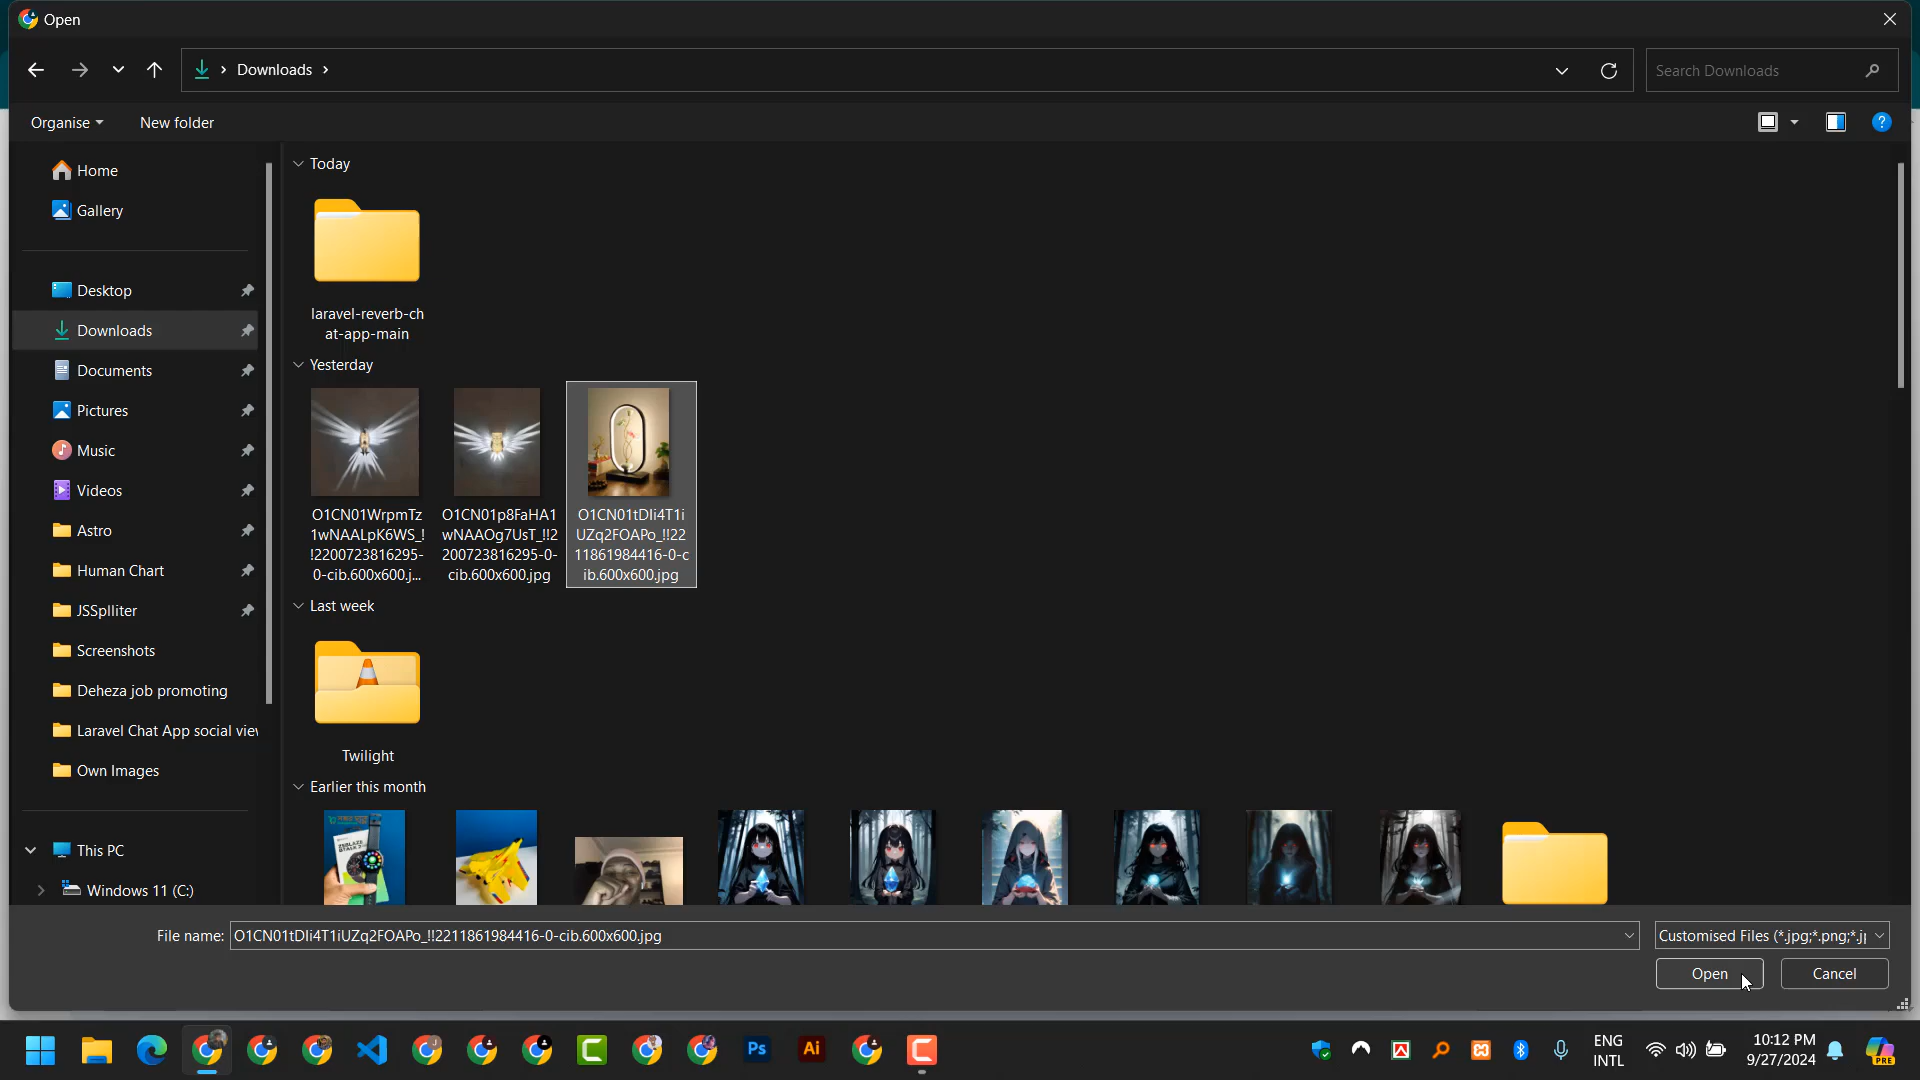 Open
Downloads
Search Downloads
Organise
New folder
Home
Gallery
Desktop
Downloads
Documents
Pictures
Music
Videos
Astro
Human Chart
JSSplliter
Screenshots
Deheza job promoting
Laravel Chat App social view
Own Images
This PC
Windows 11 (C:)
Today
laravel-reverb-ch
at-app-main
Yesterday
O1CN01WrpmTz
1wNAALpK6WS_!
!2200723816295-
0-cib.600x600.j...
O1CN01p8FaHA1
wNAAOg7UsT_!!2
200723816295-0-
cib.600x600.jpg
O1CN01tDIi4T1i
UZq2FOAPo_!!22
11861984416-0-c
ib.600x600.jpg
Last week
Twilight
Earlier this month
File name:
O1CN01tDIi4T1iUZq2FOAPo_!!2211861984416-0-cib.600x600.jpg
Customised Files (*.jpg;*.png;*.j
Open
Cancel
Ps
Ai
ENG
INTL
10:12 PM
9/27/2024
PRE